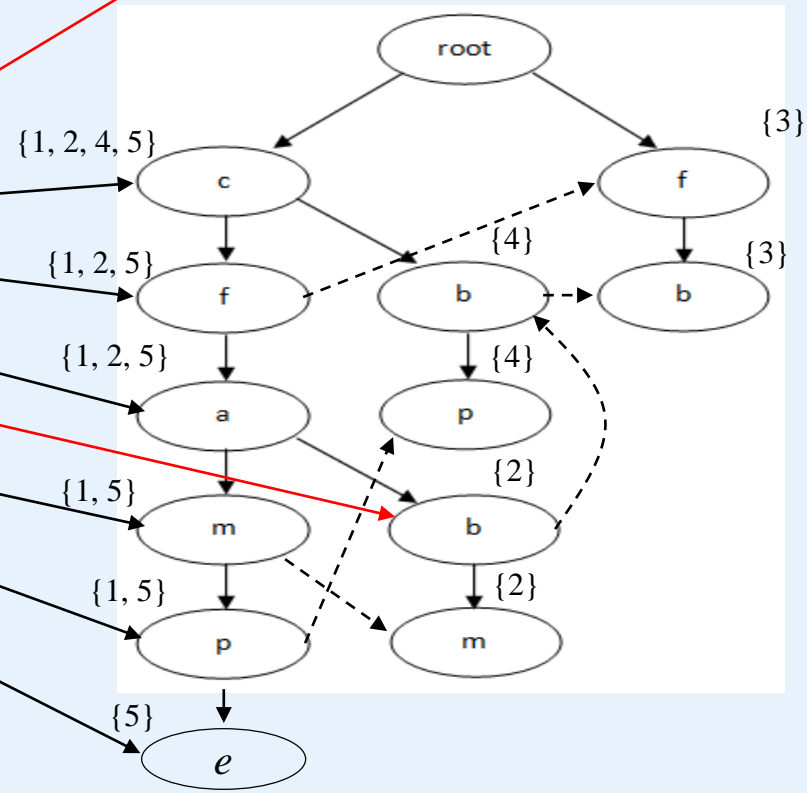 root
{3}
{1, 2, 4, 5}
c
f
{4}
{3}
{1, 2, 5}
f
b
b
{1, 2, 5}
{4}
a
p
{2}
{1, 5}
m
b
{1, 5}
{2}
p
m
{5}
e